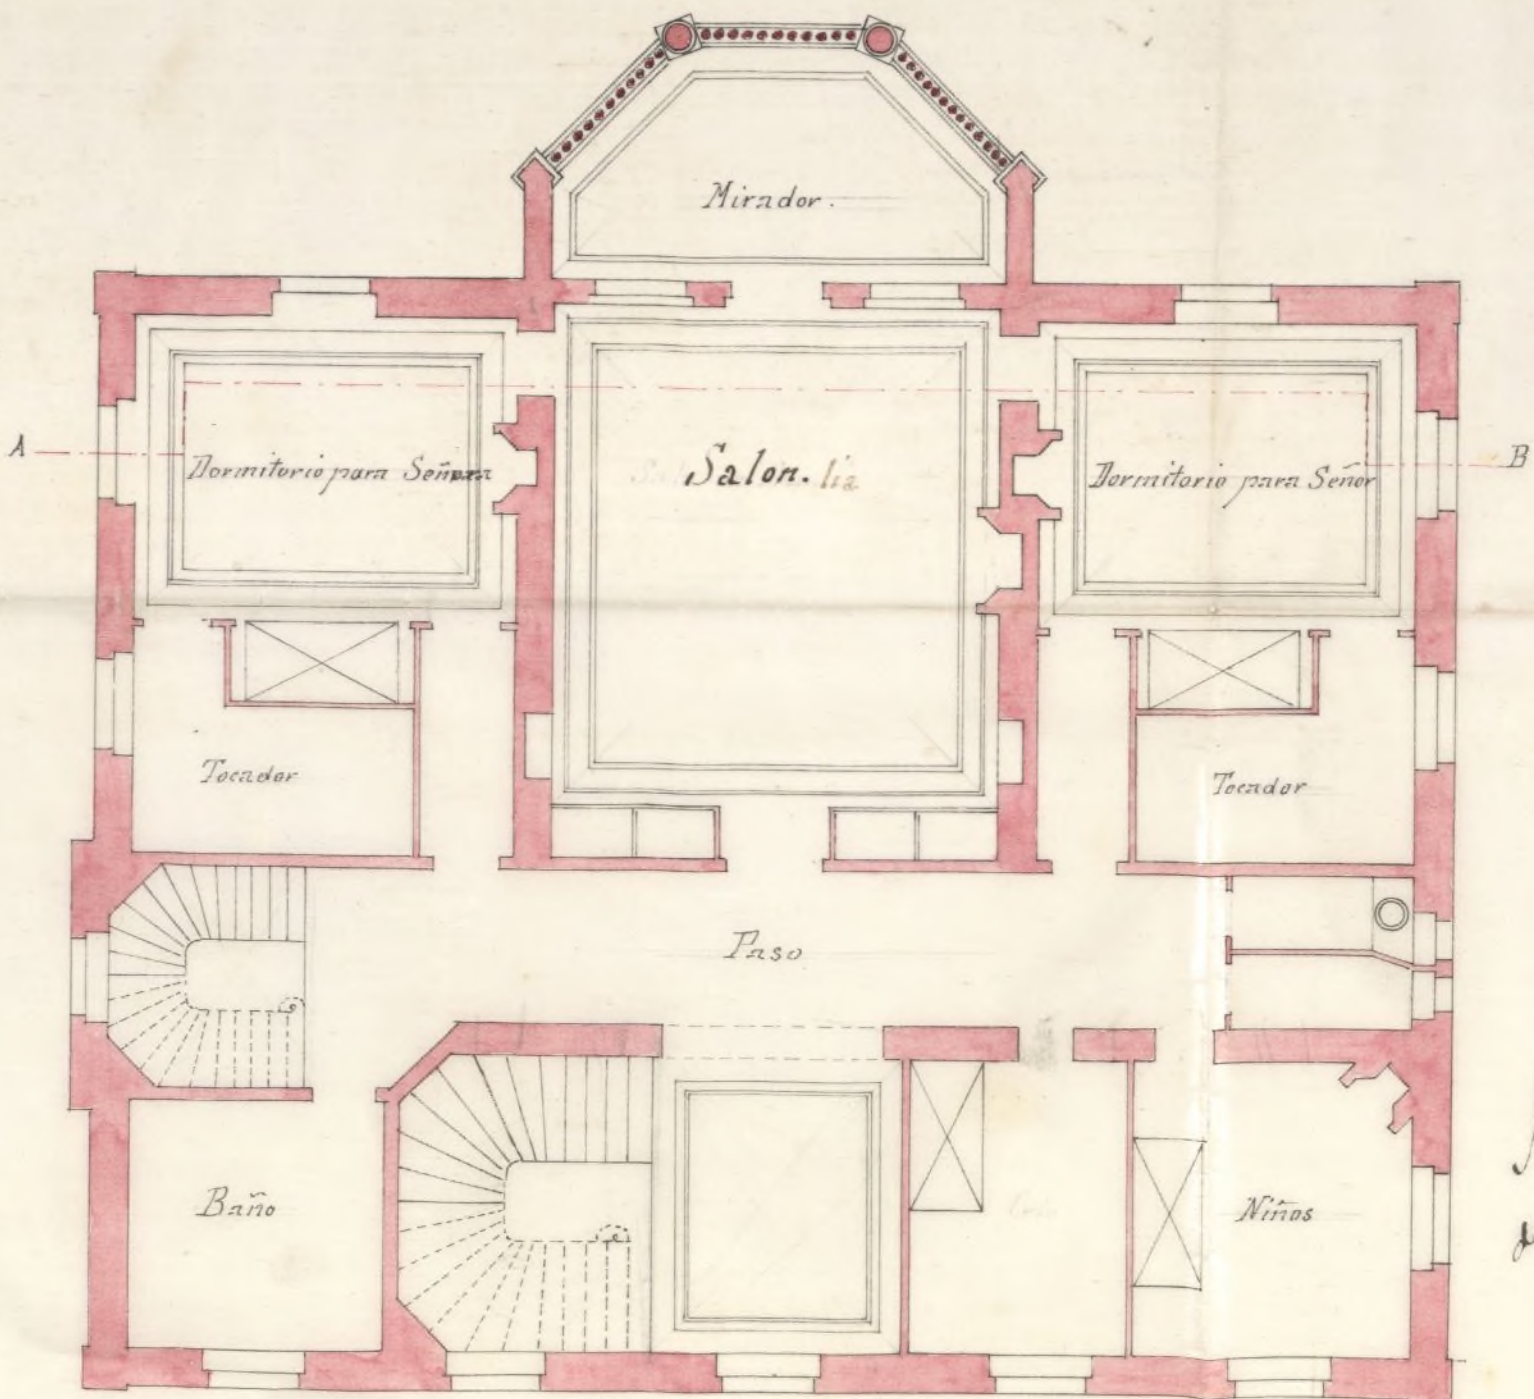 Mirador.
A
Dormitorio para Señora
Salon.
Dormitorio para Señor
B
Tocador
Tocador
Paso
Baño
Niños